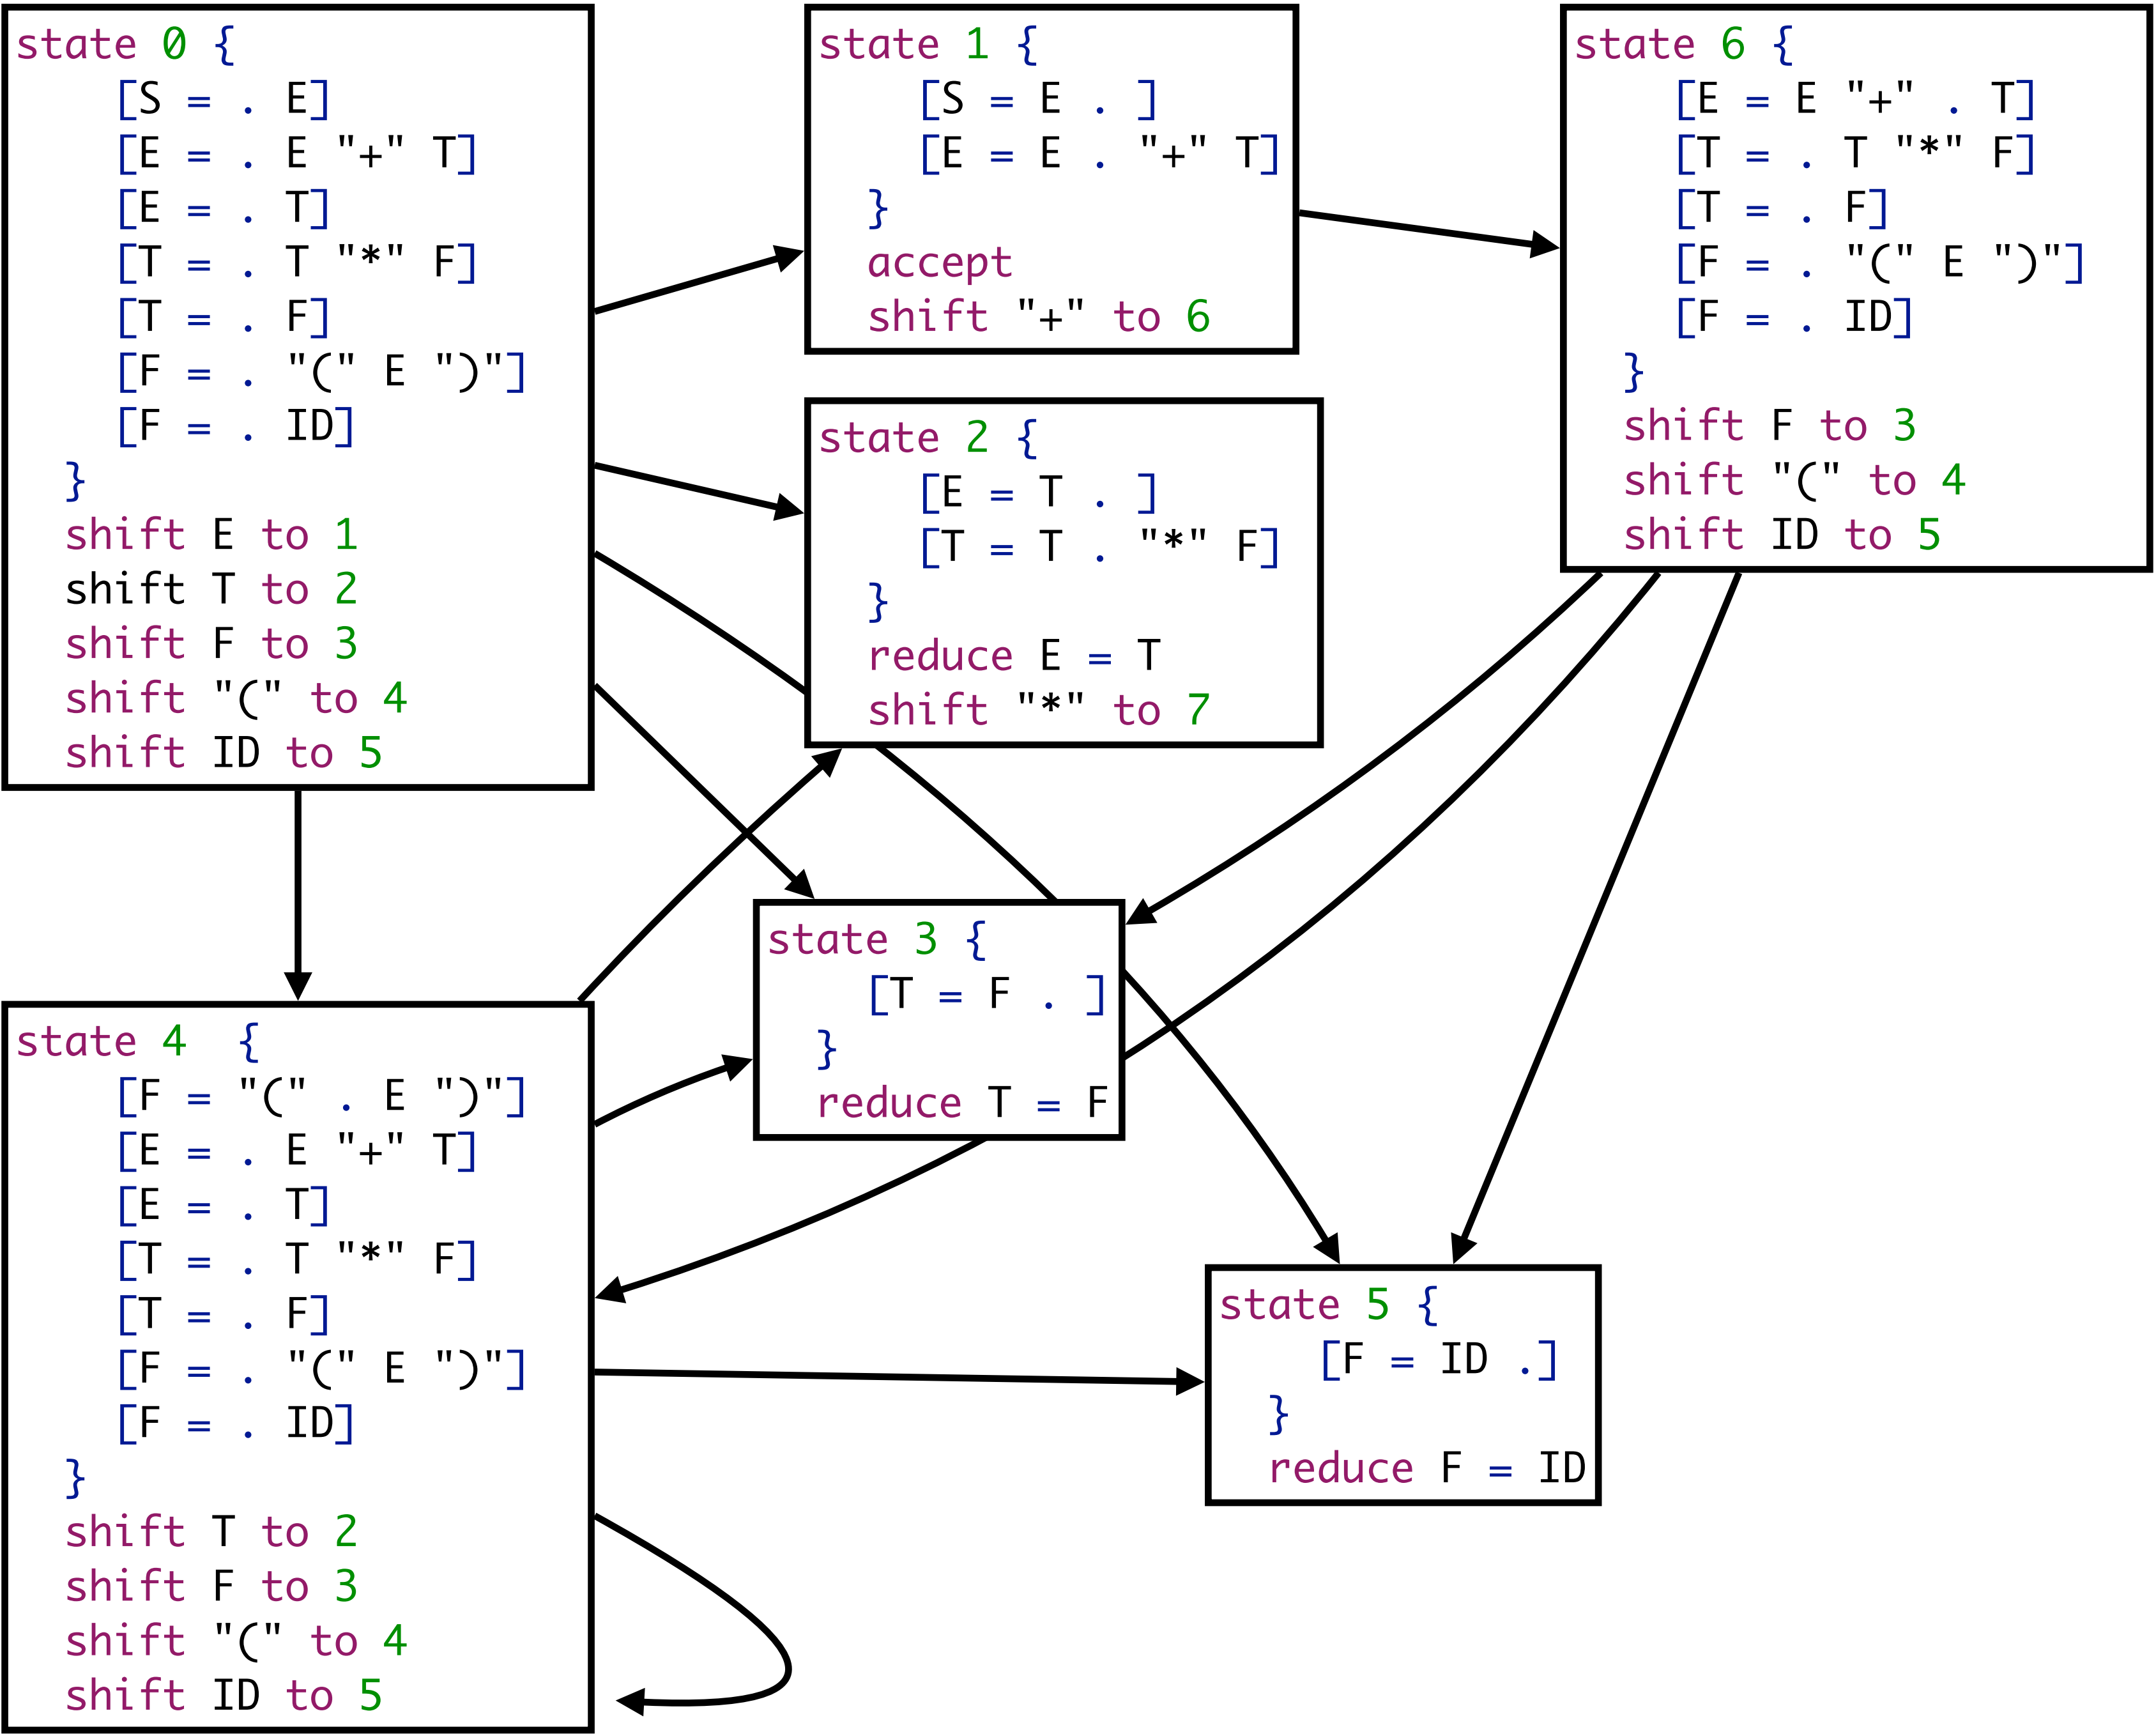 state 0 {
[S = . E]
[E = . E "+" T]
[E = . T]
[T = . T "*" F]
[T = . F]
[F = . "(" E ")"]
[F = . ID]
}
shift E to 1
shift T to 2
shift F to 3
shift "(" to 4
shift ID to 5
state 1 {
[S = E . ]
[E = E . "+" T]
}
accept
shift "+" to 6
state 6 {
[E = E "+" . T]
[T = . T "*" F]
[T = . F]
[F = . "(" E ")"]
[F = . ID]
}
shift F to 3
shift "(" to 4
shift ID to 5
state 2 {
[E = T . ]
[T = T . "*" F]
}
reduce E = T
shift "*" to 7
state 3 {
[T = F . ]
}
reduce T = F
state 4 {
[F = "(" . E ")"]
[E = . E "+" T]
[E = . T]
[T = . T "*" F]
[T = . F]
[F = . "(" E ")"]
[F = . ID]
}
shift T to 2
shift F to 3
shift "(" to 4
shift ID to 5
state 5 {
[F = ID .]
}
reduce F = ID